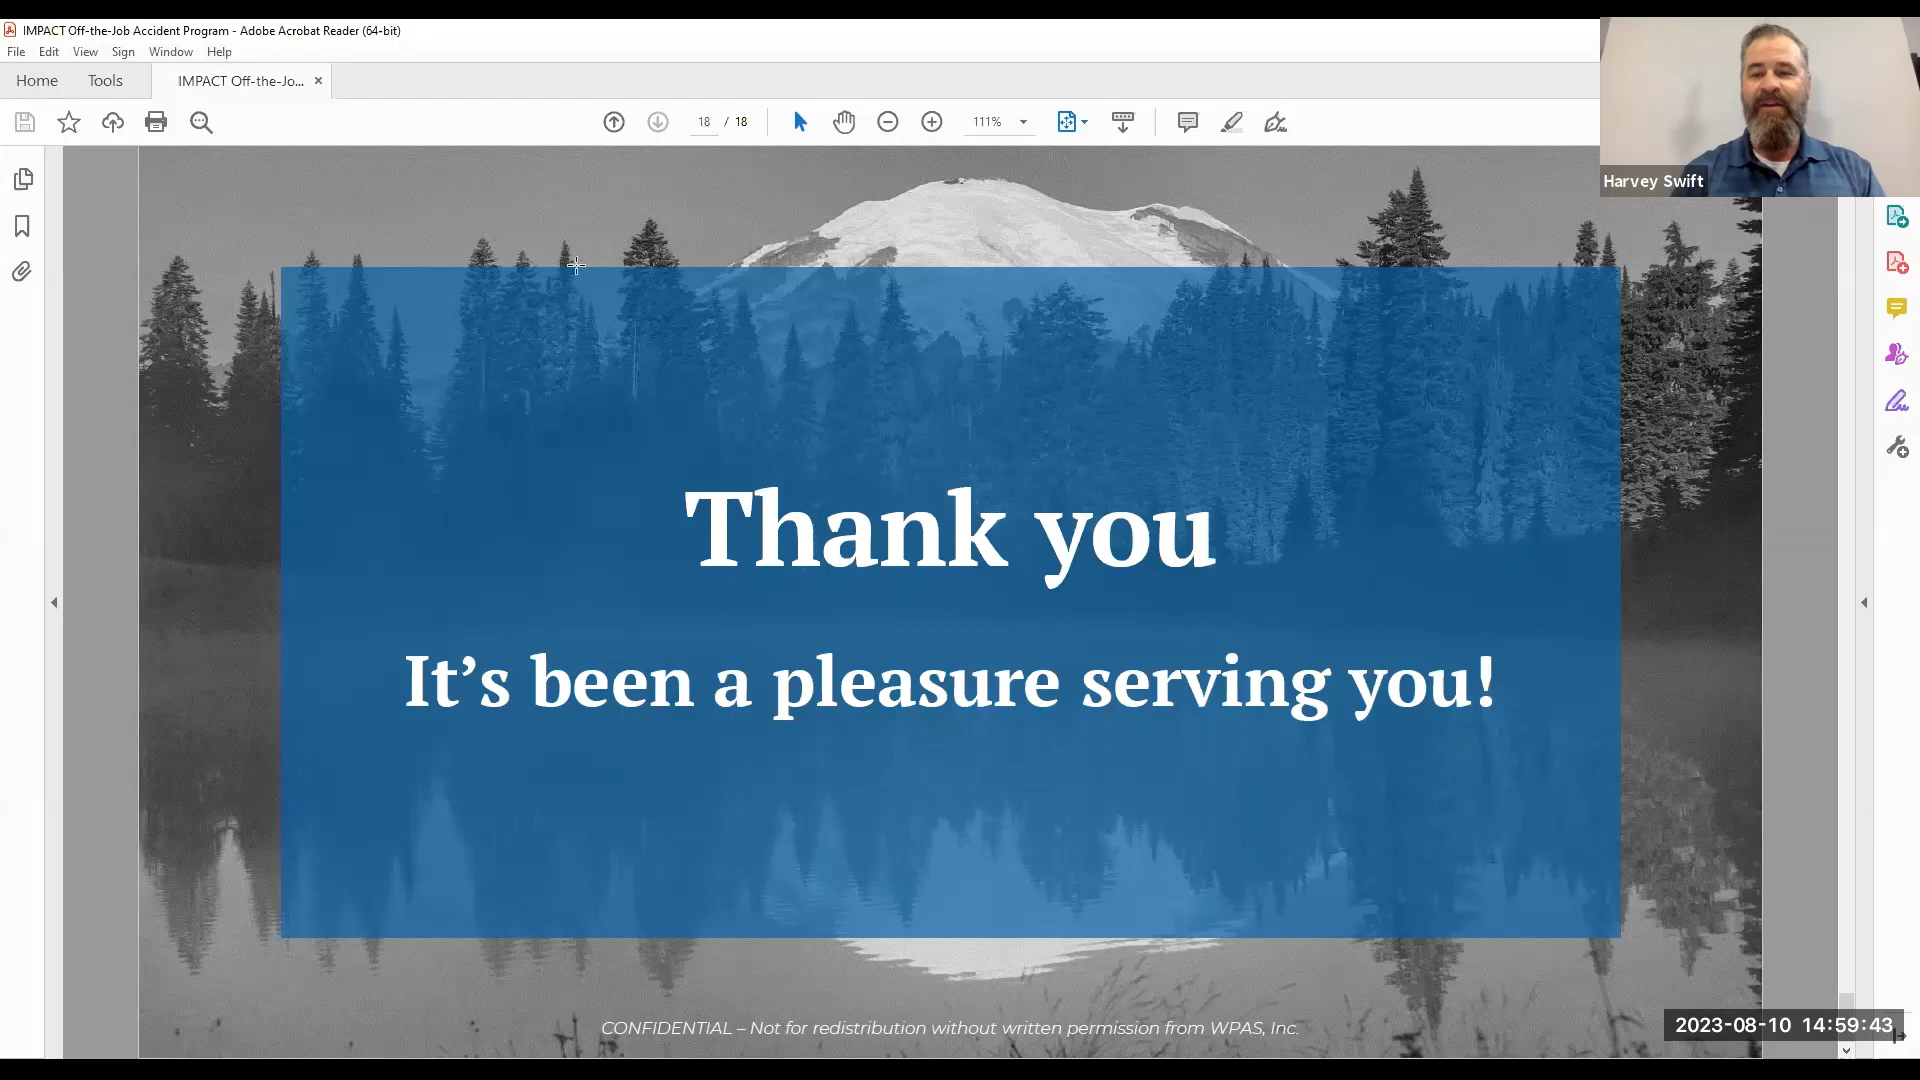 IMPACT Off-the-Job Accident Program - Adobe Acrobat Reader (64-bit)
File Edit View Sign Window Help
Home Tools IMPACT Off-the-Jo... ×
18 / 18 111%
Harvey Swift
Thank you
It’s been a pleasure serving you!
CONFIDENTIAL – Not for redistribution without written permission from WPAS, Inc.
2023-08-10 14:59:43